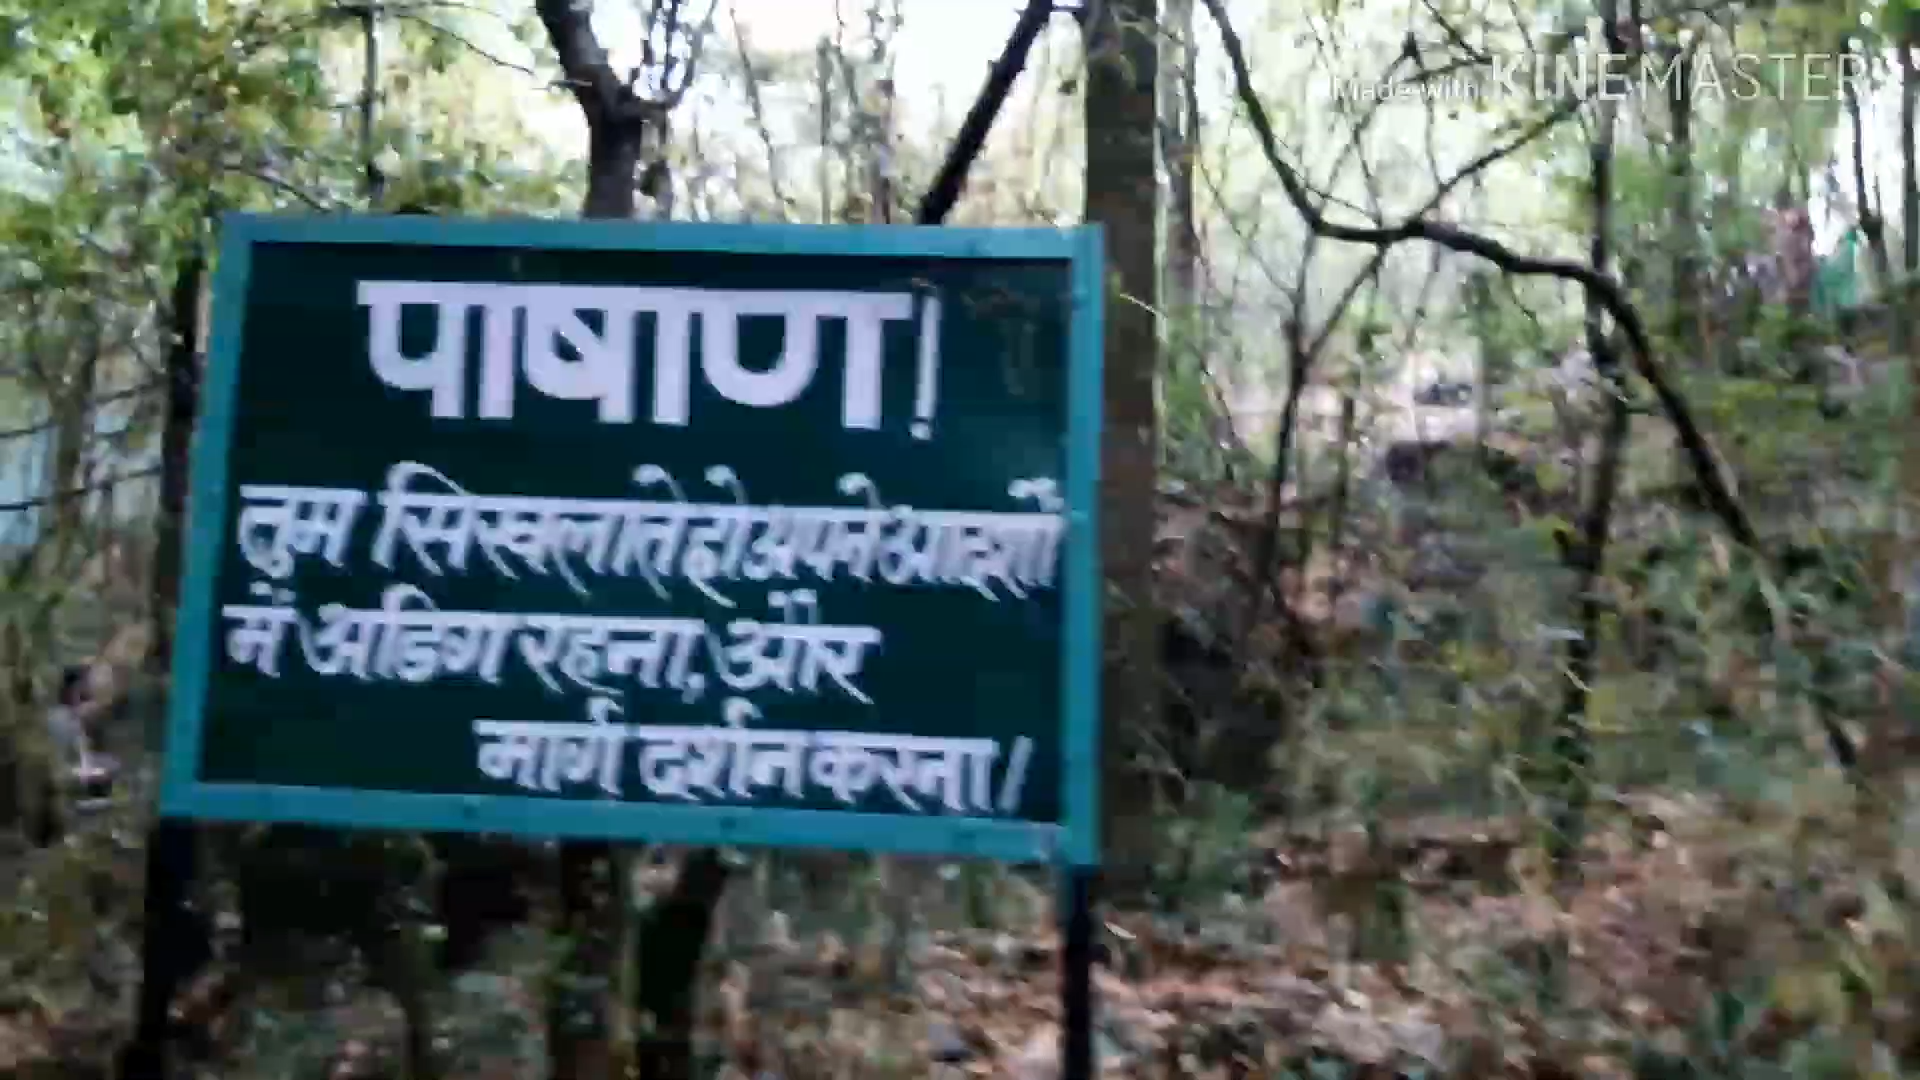 Made with KINEMASTER
पाषाण!
तुम सिखलाते हो अपने आदर्शों
में अडिग रहना, और
मार्ग दर्शन करना!